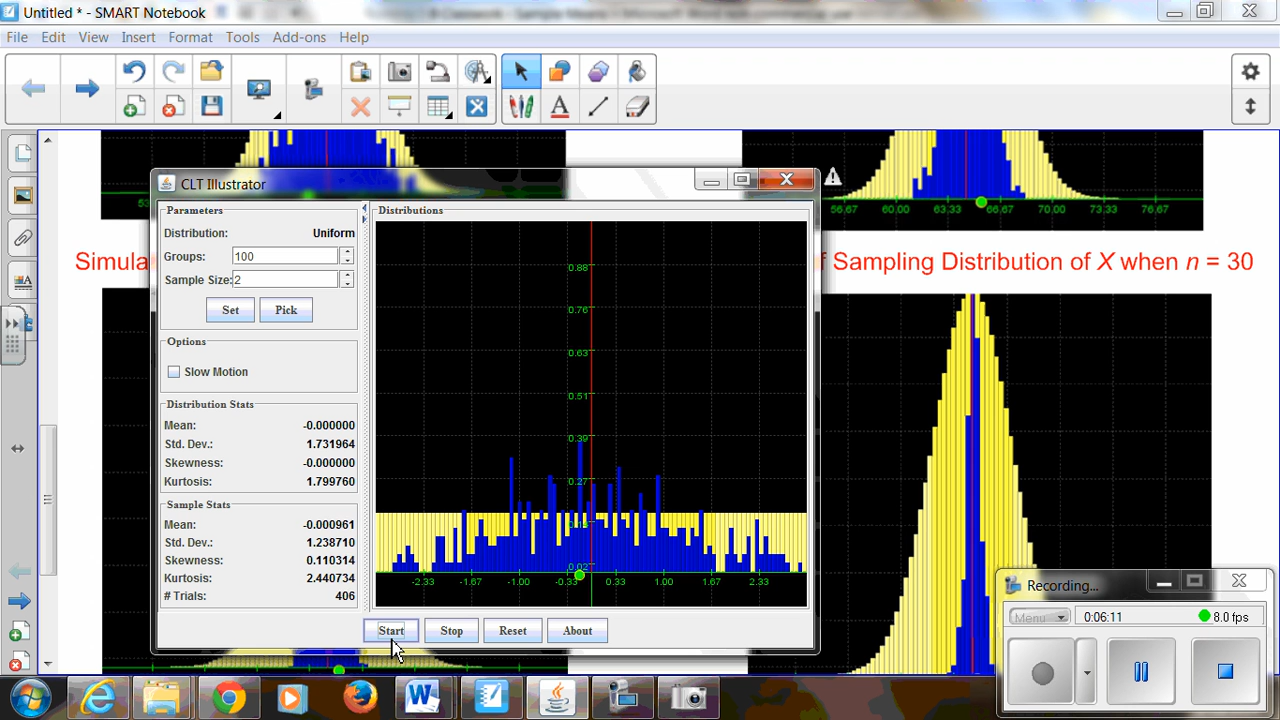 Untitled * - SMART Notebook
File Edit View Insert Format Tools Add-ons Help
56.67 60.00 63.33 66.67 70.00 73.33 76.67
Simula
f Sampling Distribution of X when n = 30
CLT Illustrator
Parameters
Distribution: Uniform
Groups: 100
Sample Size: 2
Set Pick
Options
Slow Motion
Distribution Stats
Mean: -0.000000
Std. Dev.: 1.731964
Skewness: -0.000000
Kurtosis: 1.799760
Sample Stats
Mean: -0.000961
Std. Dev.: 1.238710
Skewness: 0.110314
Kurtosis: 2.440734
# Trials: 406
Distributions
0.88
0.76
0.63
0.51
0.39
0.27
0.02
-2.33 -1.67 -1.00 -0.33 0.33 1.00 1.67 2.33
Start Stop Reset About
Recording...
Menu 0:06:11 8.0 fps